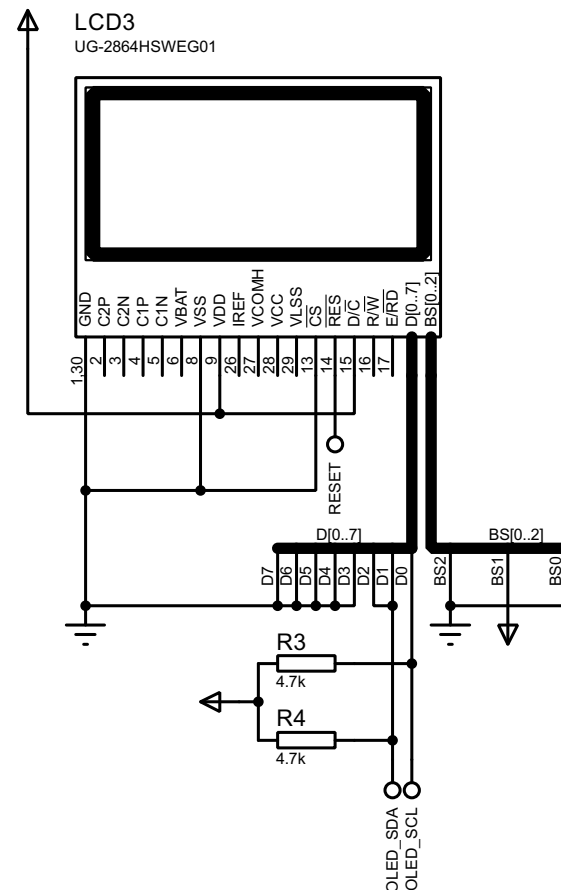 LCD3
UG-2864HSWEG01
GND
C2P
C2N
C1P
C1N
VBAT
VSS
VDD
IREF
VCOMH
VCC
VLSS
CS
RES
D/C
R/W
E/RD
D[0..7]
BS[0..2]
1,30
2
3
4
5
6
8
9
26
27
28
29
13
14
15
16
17
RESET
D[0..7]
BS[0..2]
D7
D6
D5
D4
D3
D2
D1
D0
BS2
BS1
BS0
R3
4.7k
R4
4.7k
OLED_SDA
OLED_SCL